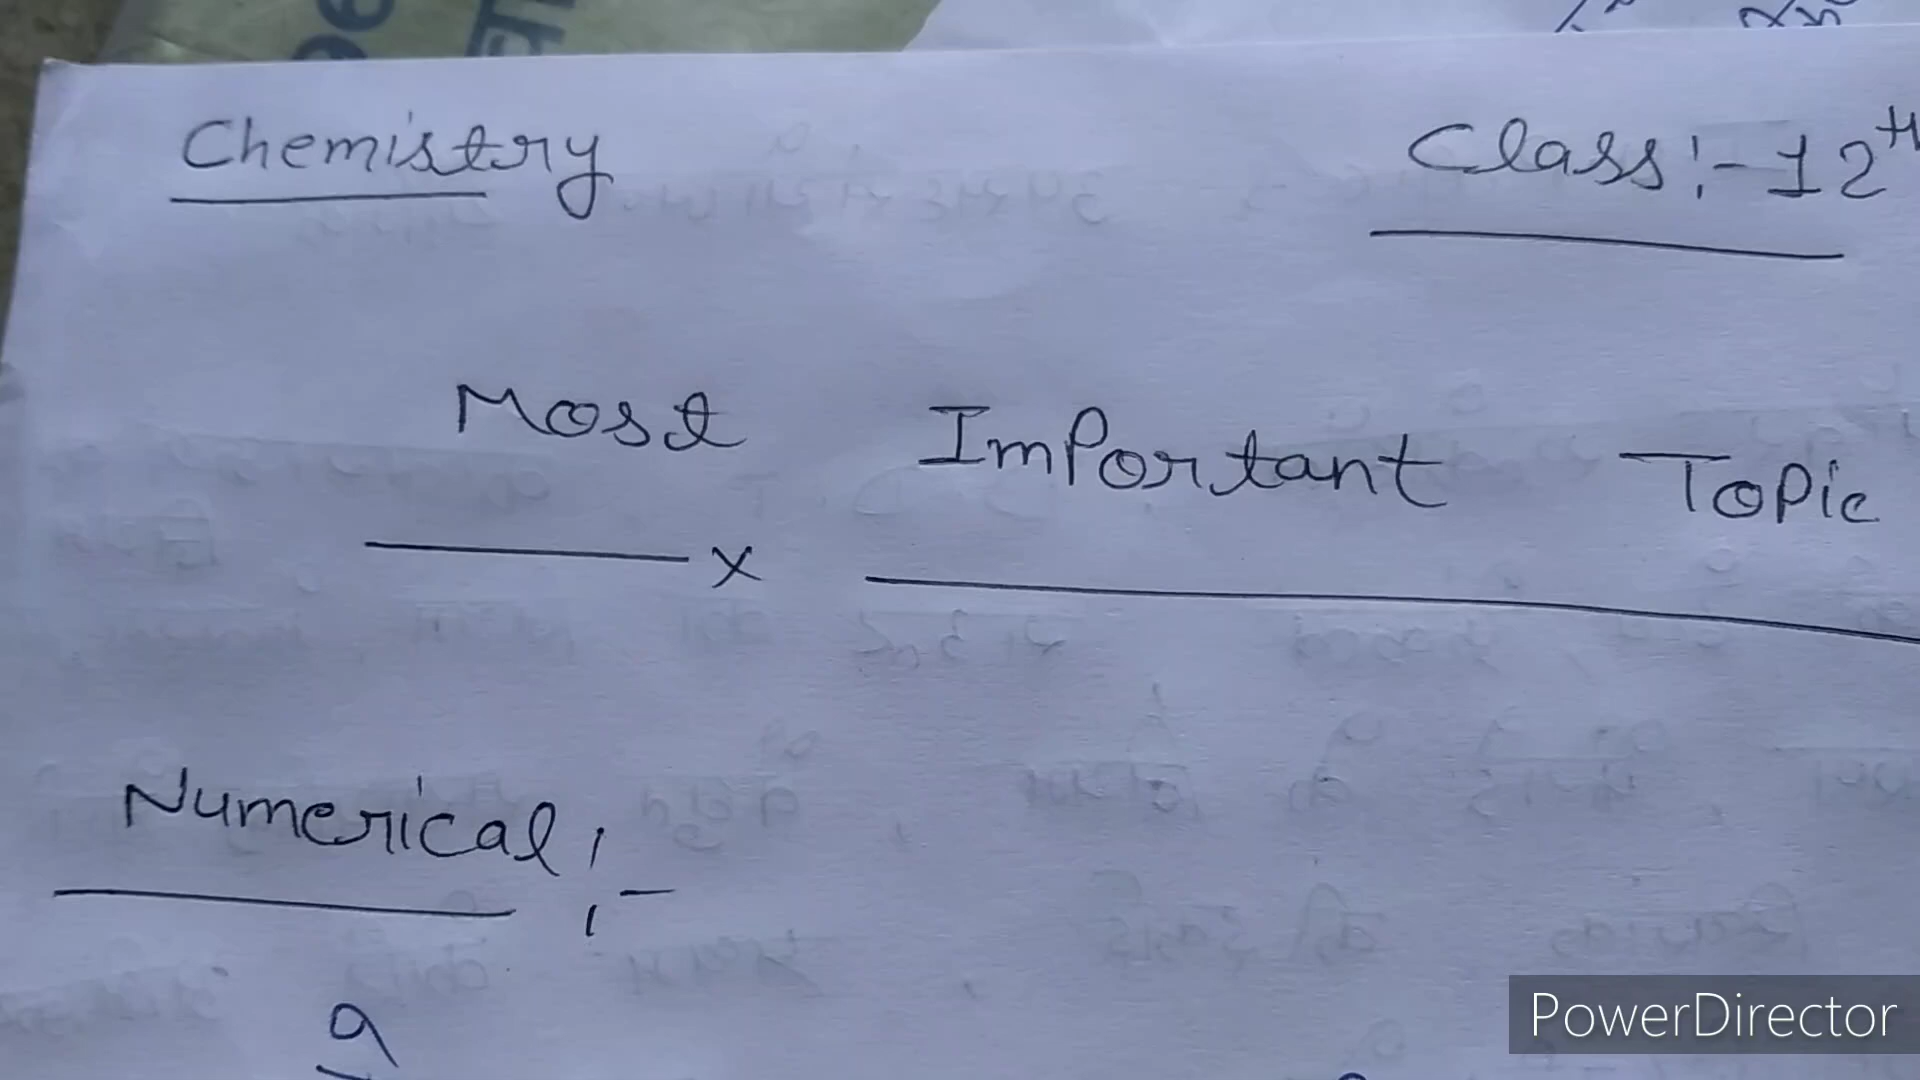 Chemistry Class:-12th
Most Important Topic
Numerical:-
PowerDirector